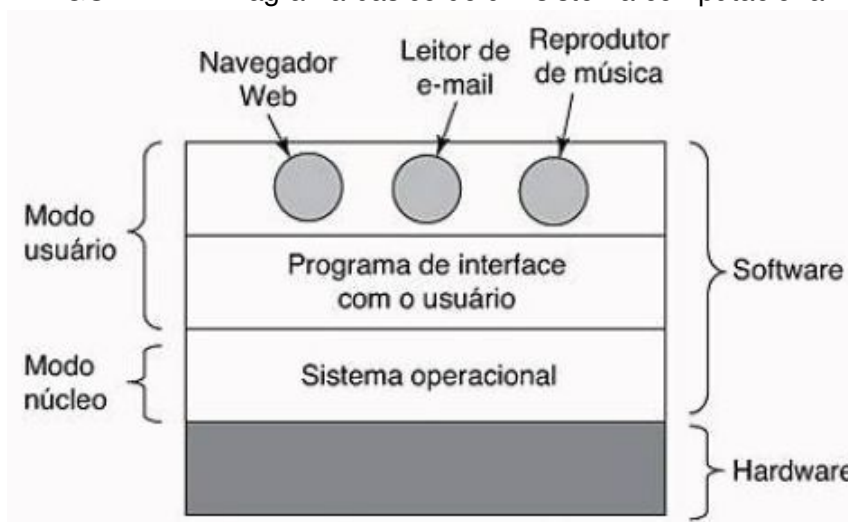 Navegador
Web
Leitor de
e-mail
Reprodutor
de música
Modo
usuário
Programa de interface
com o usuário
Software
Modo
núcleo
Sistema operacional
Hardware